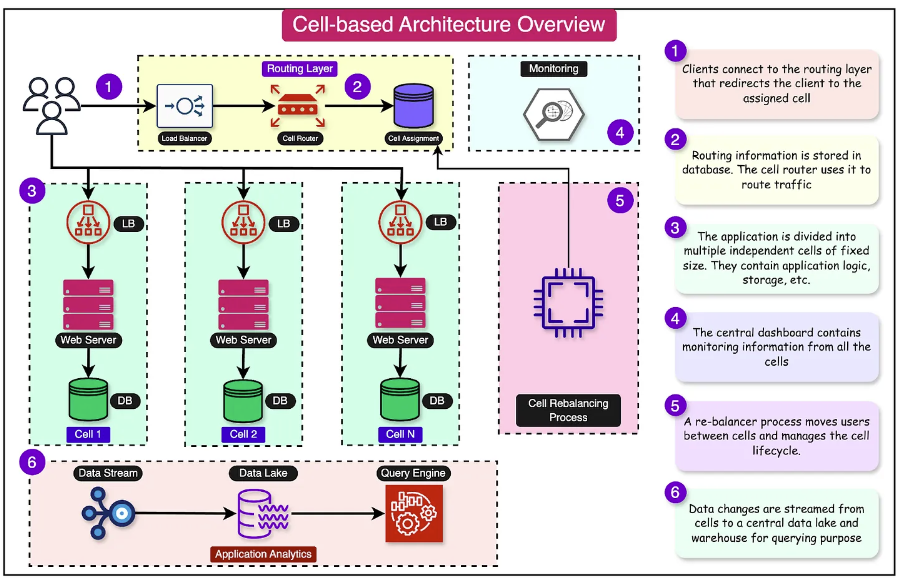 Cell-based Architecture Overview
Routing Layer
1
2
Load Balancer
Cell Router
Cell Assignment
Monitoring
4
3
LB
Web Server
DB
Cell 1
LB
Web Server
DB
Cell 2
LB
Web Server
DB
Cell N
5
Cell Rebalancing
Process
6
Data Stream
Data Lake
Query Engine
Application Analytics
1
Clients connect to the routing layer
that redirects the client to the
assigned cell
2
Routing information is stored in
database. The cell router uses it to
route traffic
3
The application is divided into
multiple independent cells of fixed
size. They contain application logic,
storage, etc.
4
The central dashboard contains
monitoring information from all the
cells
5
A re-balancer process moves users
between cells and manages the cell
lifecycle.
6
Data changes are streamed from
cells to a central data lake and
warehouse for querying purpose